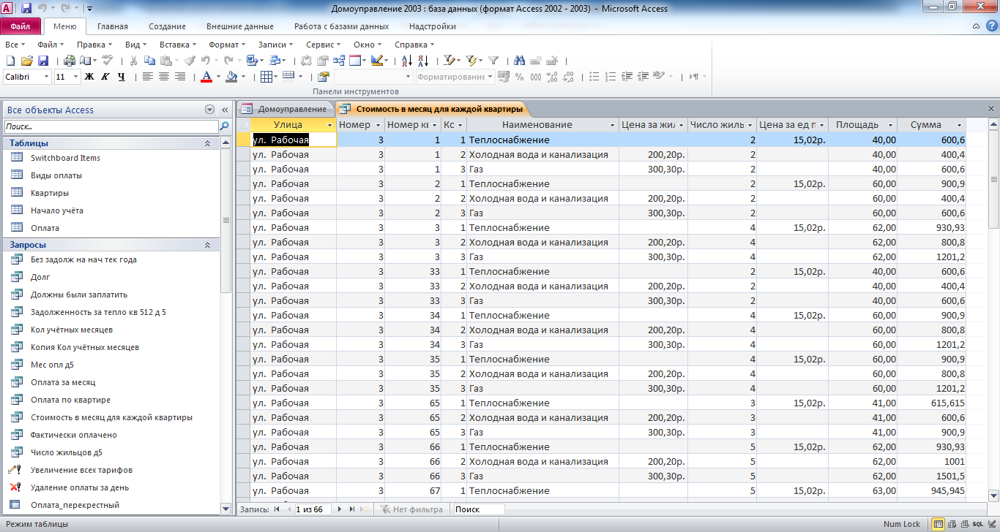 Домоуправление 2003 : база данных (формат Access 2002 - 2003) - Microsoft Access
Файл Меню Главная Создание Внешние данные Работа с базами данных Надстройки
Все Файл Правка Вид Вставка Формат Записи Сервис Окно Справка
Calibri 11 Ж К Ч А Форматирование % 000
Панели инструментов
Все объекты Access
Поиск...
Таблицы
Switchboard Items
Виды оплаты
Квартиры
Начало учёта
Оплата
Запросы
Без задолж на нач тек года
Долг
Должны были заплатить
Задолженность за тепло кв 512 д 5
Кол учётных месяцев
Копия Кол учётных месяцев
Мес опл д5
Оплата за месяц
Оплата по квартире
Стоимость в месяц для каждой квартиры
Фактически оплачено
Число жильцов д5
Увеличение всех тарифов
Удаление оплаты за день
Оплата_перекрестный
Домоуправление Стоимость в месяц для каждой квартиры
Улица Номер Номер кв Кс Наименование Цена за жил Число жиль Цена за ед п Площадь Сумма
ул. Рабочая 3 1 1 Теплоснабжение 2 15,02р. 40,00 600,6
ул. Рабочая 3 1 2 Холодная вода и канализация 200,20р. 2 40,00 400,4
ул. Рабочая 3 1 3 Газ 300,30р. 2 40,00 600,6
ул. Рабочая 3 2 1 Теплоснабжение 2 15,02р. 60,00 900,9
ул. Рабочая 3 2 2 Холодная вода и канализация 200,20р. 2 60,00 400,4
ул. Рабочая 3 2 3 Газ 300,30р. 2 60,00 600,6
ул. Рабочая 3 3 1 Теплоснабжение 4 15,02р. 62,00 930,93
ул. Рабочая 3 3 2 Холодная вода и канализация 200,20р. 4 62,00 800,8
ул. Рабочая 3 3 3 Газ 300,30р. 4 62,00 1201,2
ул. Рабочая 3 33 1 Теплоснабжение 2 15,02р. 40,00 600,6
ул. Рабочая 3 33 2 Холодная вода и канализация 200,20р. 2 40,00 400,4
ул. Рабочая 3 33 3 Газ 300,30р. 2 40,00 600,6
ул. Рабочая 3 34 1 Теплоснабжение 4 15,02р. 60,00 900,9
ул. Рабочая 3 34 2 Холодная вода и канализация 200,20р. 4 60,00 800,8
ул. Рабочая 3 34 3 Газ 300,30р. 4 60,00 1201,2
ул. Рабочая 3 35 1 Теплоснабжение 4 15,02р. 60,00 900,9
ул. Рабочая 3 35 2 Холодная вода и канализация 200,20р. 4 60,00 800,8
ул. Рабочая 3 35 3 Газ 300,30р. 4 60,00 1201,2
ул. Рабочая 3 65 1 Теплоснабжение 3 15,02р. 41,00 615,615
ул. Рабочая 3 65 2 Холодная вода и канализация 200,20р. 3 41,00 600,6
ул. Рабочая 3 65 3 Газ 300,30р. 3 41,00 900,9
ул. Рабочая 3 66 1 Теплоснабжение 5 15,02р. 62,00 930,93
ул. Рабочая 3 66 2 Холодная вода и канализация 200,20р. 5 62,00 1001
ул. Рабочая 3 66 3 Газ 300,30р. 5 62,00 1501,5
ул. Рабочая 3 67 1 Теплоснабжение 5 15,02р. 63,00 945,945
Запись: 1 из 66 Нет фильтра Поиск
Режим таблицы Num Lock SQL